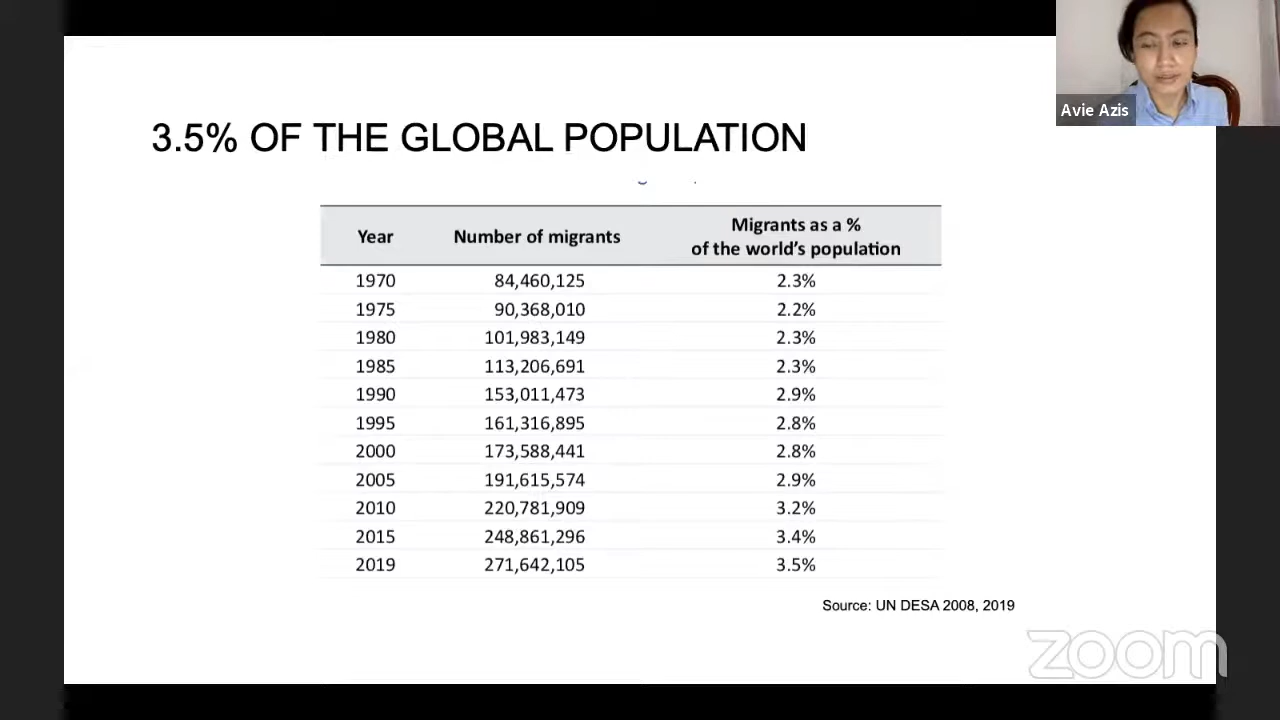 Avie Azis
3.5% OF THE GLOBAL POPULATION
Year Number of migrants Migrants as a %
of the world's population
1970 84,460,125 2.3%
1975 90,368,010 2.2%
1980 101,983,149 2.3%
1985 113,206,691 2.3%
1990 153,011,473 2.9%
1995 161,316,895 2.8%
2000 173,588,441 2.8%
2005 191,615,574 2.9%
2010 220,781,909 3.2%
2015 248,861,296 3.4%
2019 271,642,105 3.5%
Source: UN DESA 2008, 2019
zoom